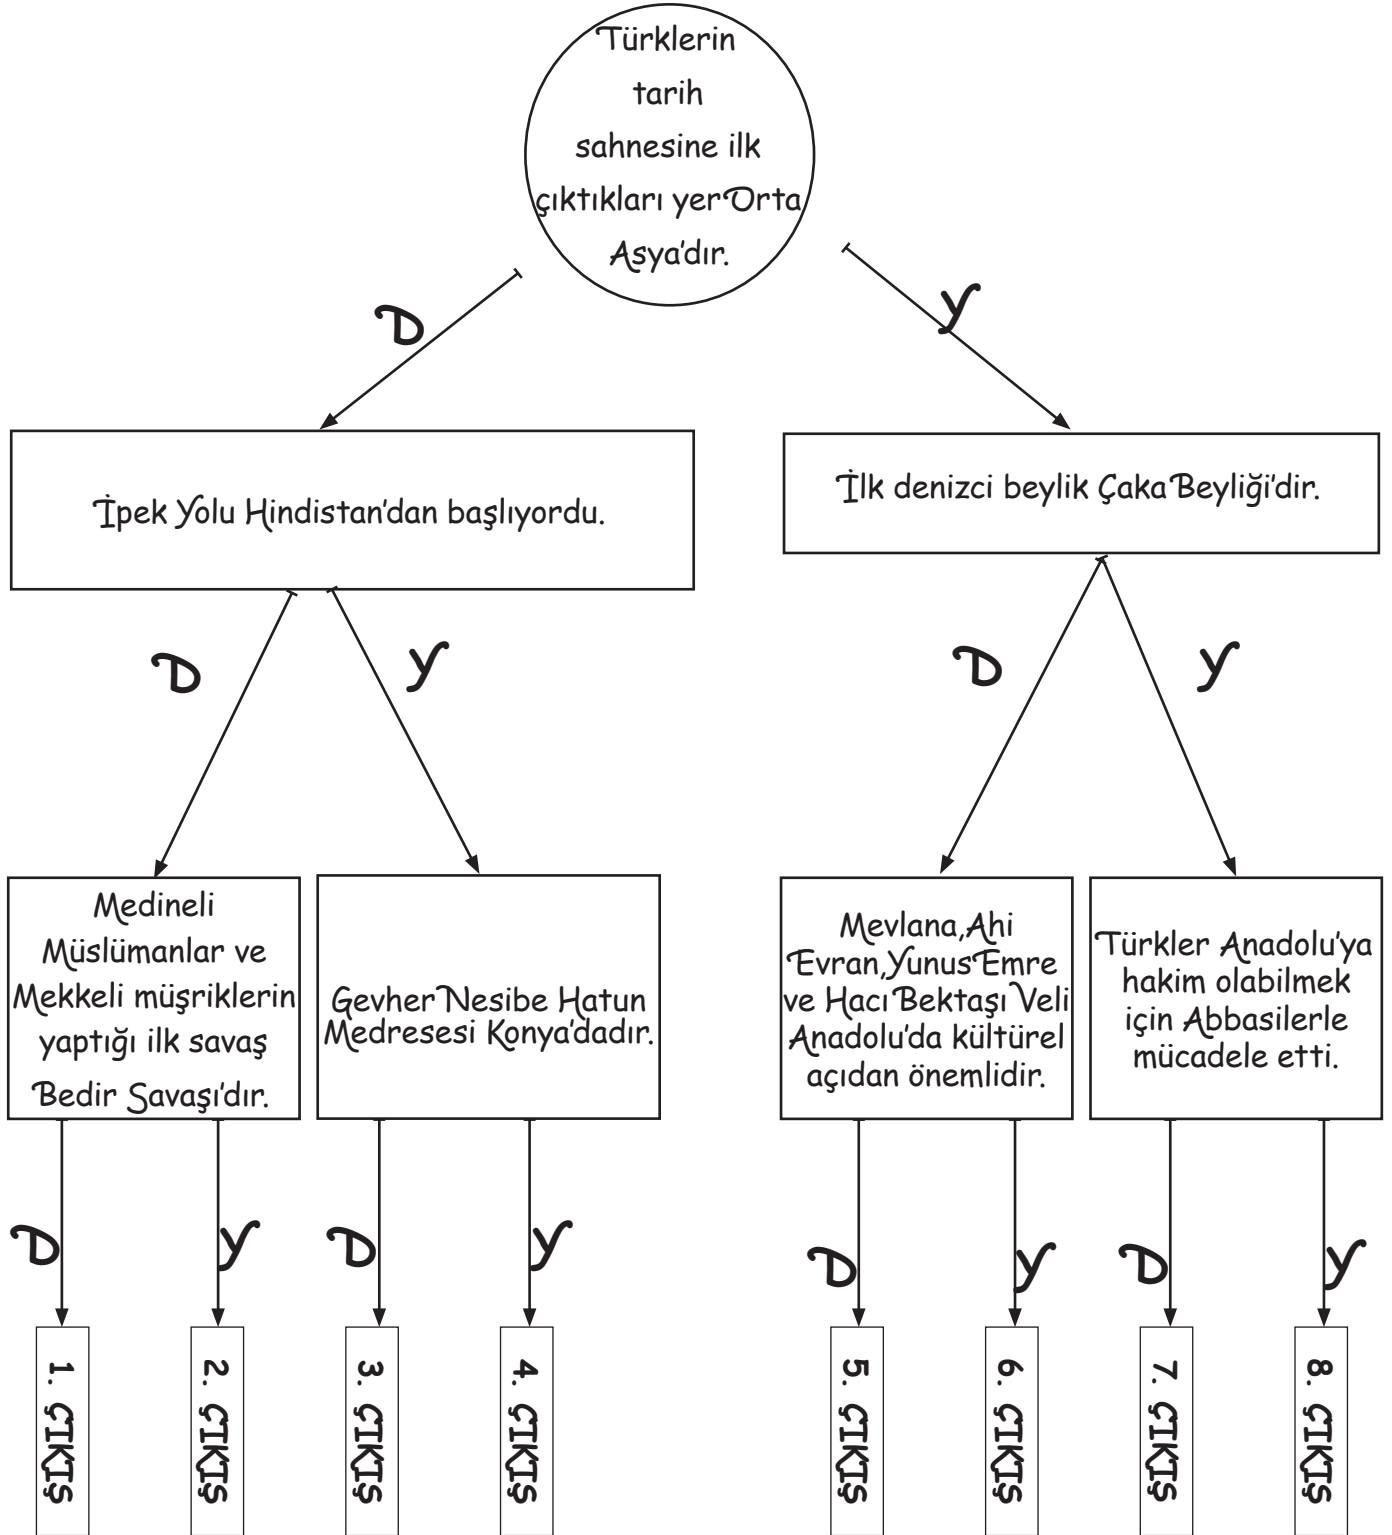 Türklerin
tarih
sahnesine ilk
çıktıkları yer Orta
Asya'dır.
D
Y
İpek Yolu Hindistan'dan başlıyordu.
İlk denizci beylik Çaka Beyliği'dir.
D
Y
D
Y
Medineli
Müslümanlar ve
Mekkeli müşriklerin
yaptığı ilk savaş
Bedir Savaşı'dır.
Gevher Nesibe Hatun
Medresesi Konya'dadır.
Mevlana,Ahi
Evran,Yunus Emre
ve Hacı Bektaşı Veli
Anadolu'da kültürel
açıdan önemlidir.
Türkler Anadolu'ya
hakim olabilmek
için Abbasilerle
mücadele etti.
D
Y
D
Y
D
Y
D
Y
1. ÇIKIŞ
2. ÇIKIŞ
3. ÇIKIŞ
4. ÇIKIŞ
5. ÇIKIŞ
6. ÇIKIŞ
7. ÇIKIŞ
8. ÇIKIŞ